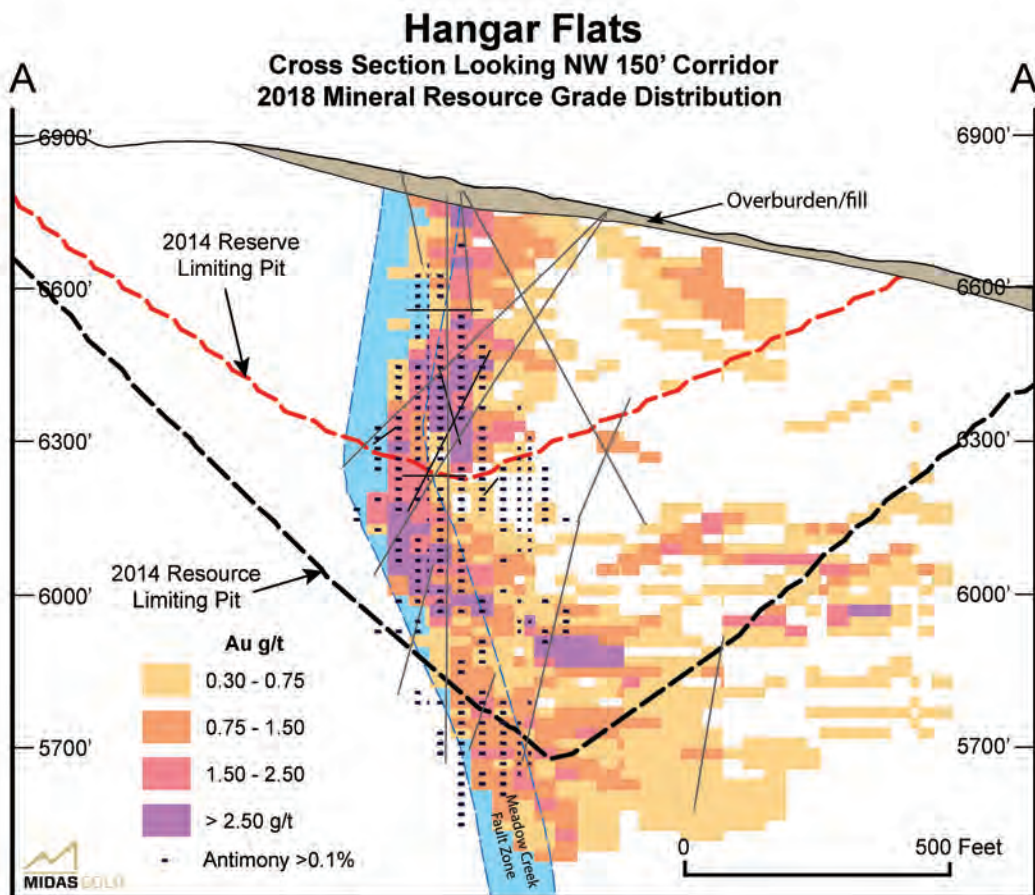 Hangar Flats
Cross Section Looking NW 150' Corridor
2018 Mineral Resource Grade Distribution
A
A
6900'
6900'
Overburden/fill
2014 Reserve
Limiting Pit
6600'
6600'
6300'
6300'
2014 Resource
Limiting Pit
6000'
6000'
Au g/t
0.30 - 0.75
0.75 - 1.50
1.50 - 2.50
> 2.50 g/t
Antimony >0.1%
5700'
5700'
Meadow Creek
Fault Zone
0
500 Feet
MIDAS GOLD